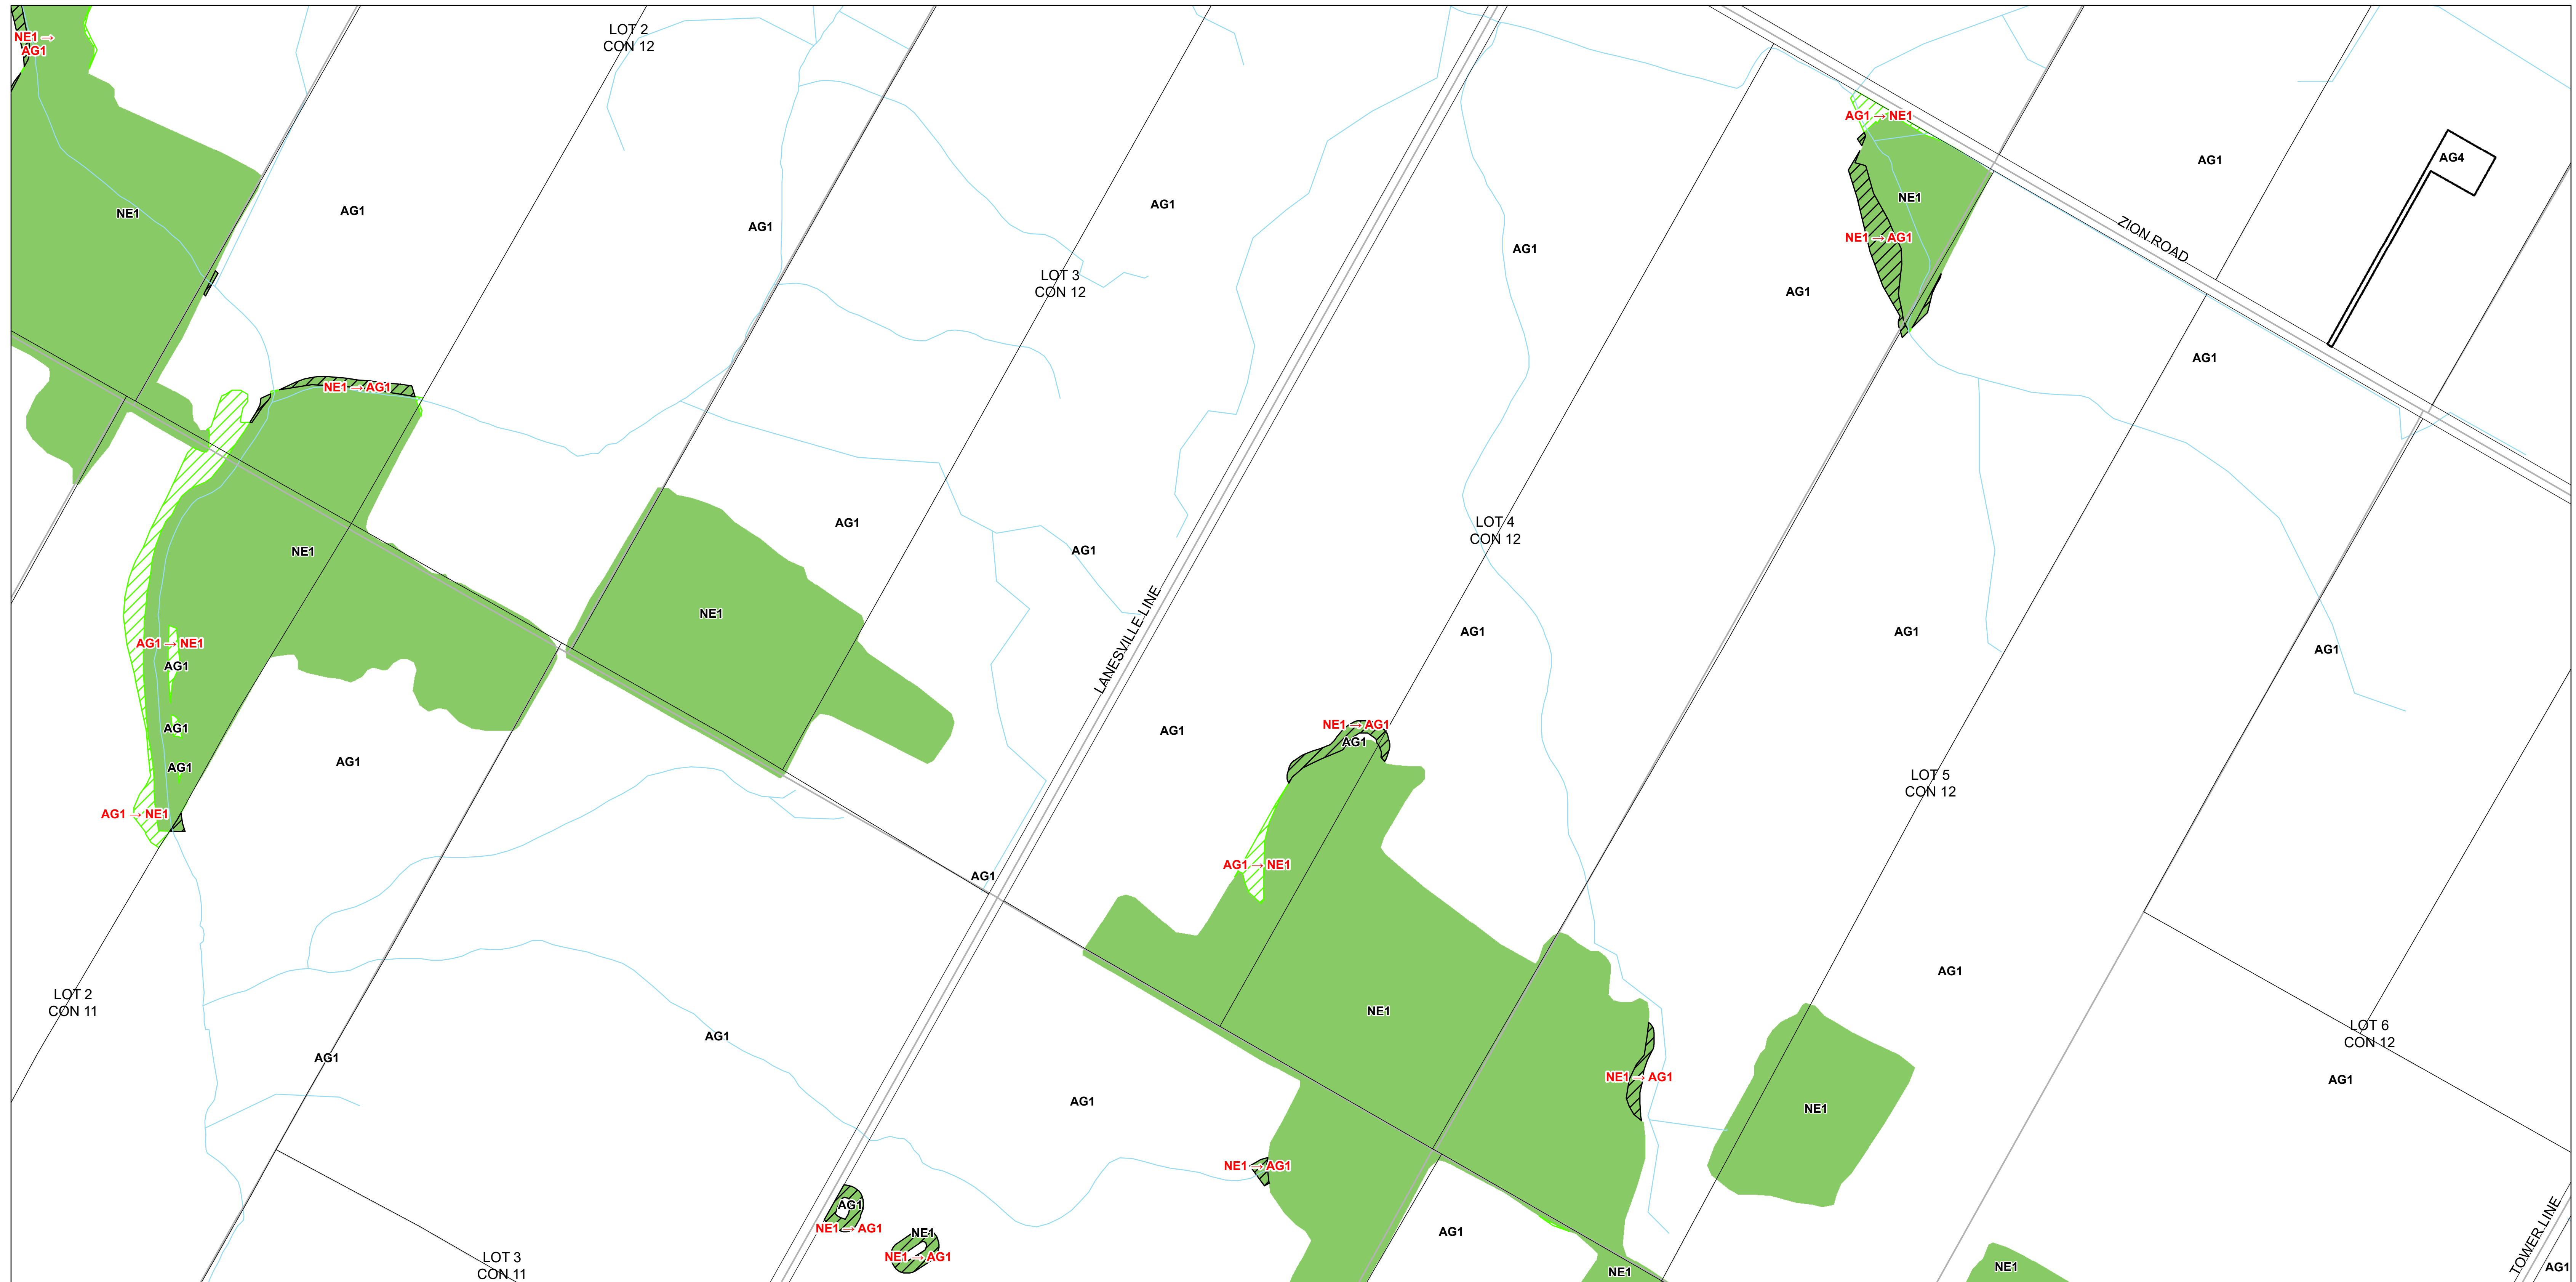 NE1 →
AG1
LOT 2
CON 12
AG1 → NE1
AG1
AG4
NE1
NE1
AG1
AG1
AG1
ZION ROAD
NE1 → AG1
AG1
LOT 3
CON 12
AG1
AG1
NE1 → AG1
AG1
LOT 4
CON 12
NE1
AG1
LANESVILLE LINE
NE1
AG1
AG1
AG1 → NE1
AG1
AG1
NE1 → AG1
AG1
AG1
AG1
AG1
AG1
LOT 5
CON 12
AG1 → NE1
AG1 → NE1
AG1
AG1
LOT 2
CON 11
NE1
LOT 6
CON 12
AG1
AG1
NE1 → AG1
AG1
AG1
NE1
NE1 → AG1
AG1
NE1 → AG1
NE1
NE1 → AG1
AG1
TOWER LINE
LOT 3
CON 11
NE1
NE1
AG1